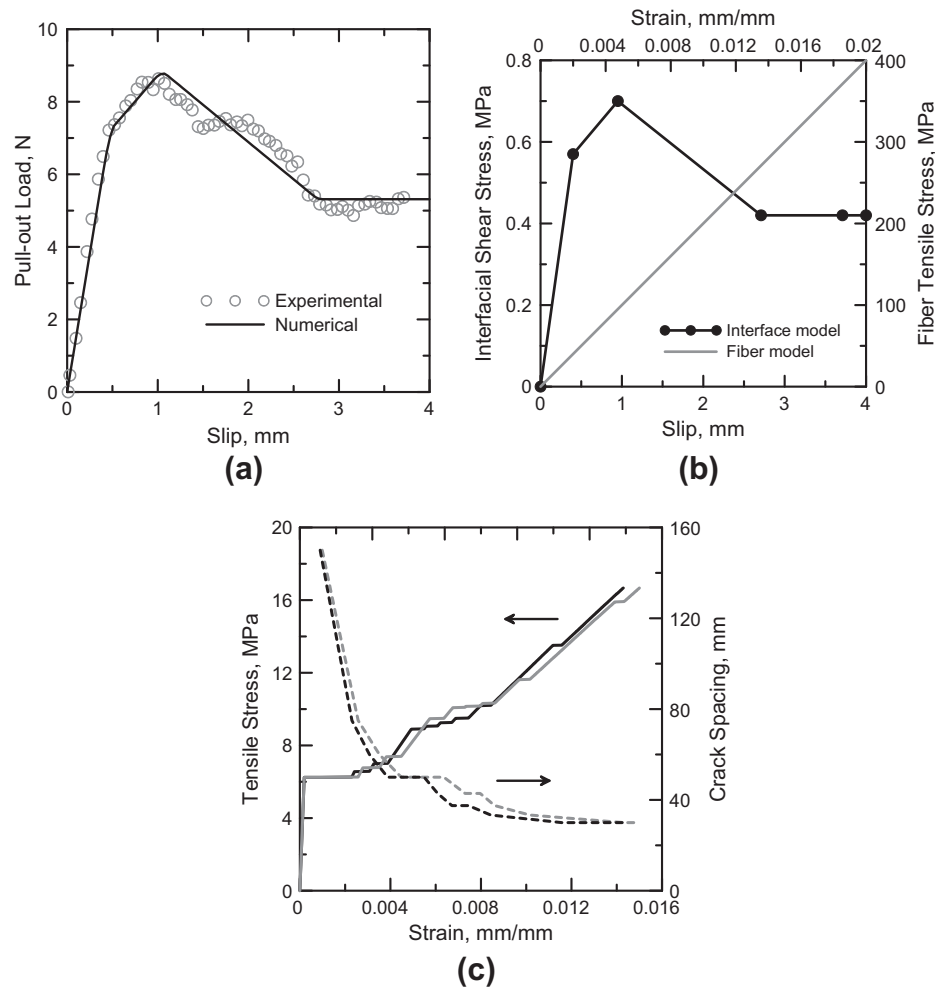 10
8
6
4
2
0
Pull-out Load, N
Experimental
Numerical
0 1 2 3 4
Slip, mm
(a)
Strain, mm/mm
0 0.004 0.008 0.012 0.016 0.02
0.8
0.6
0.4
0.2
0
Interfacial Shear Stress, MPa
400
300
200
100
0
Fiber Tensile Stress, MPa
Interface model
Fiber model
0 1 2 3 4
Slip, mm
(b)
20
16
12
8
4
0
Tensile Stress, MPa
160
120
80
40
0
Crack Spacing, mm
0 0.004 0.008 0.012 0.016
Strain, mm/mm
(c)